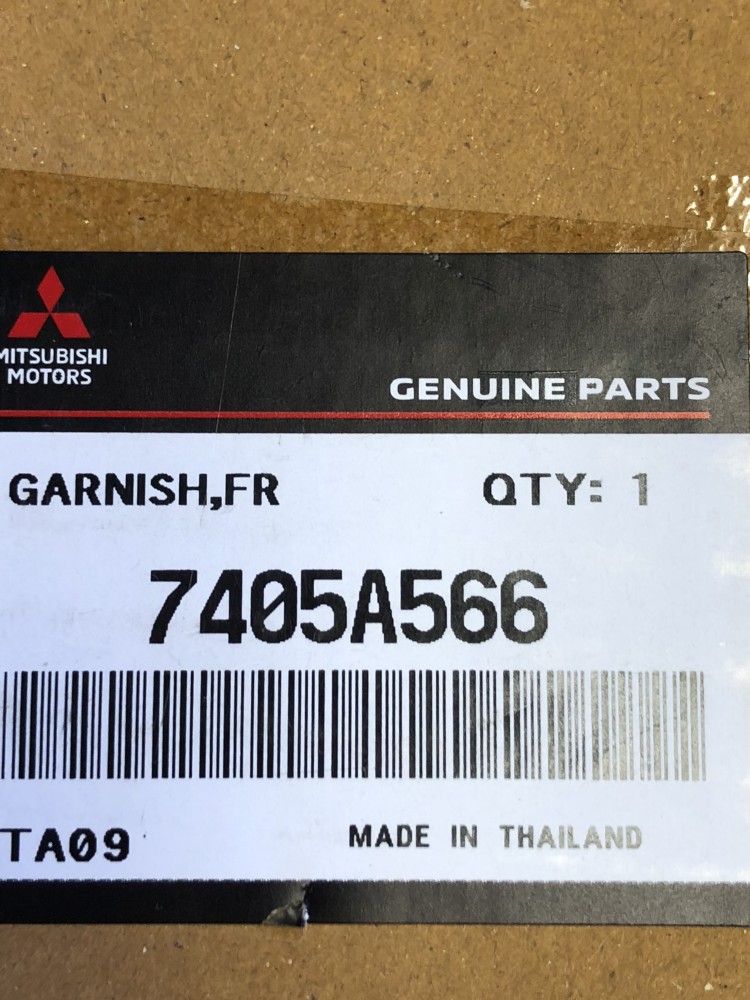 MITSUBISHI
MOTORS
GENUINE PARTS
GARNISH,FR QTY: 1
7405A566
TA09 MADE IN THAILAND